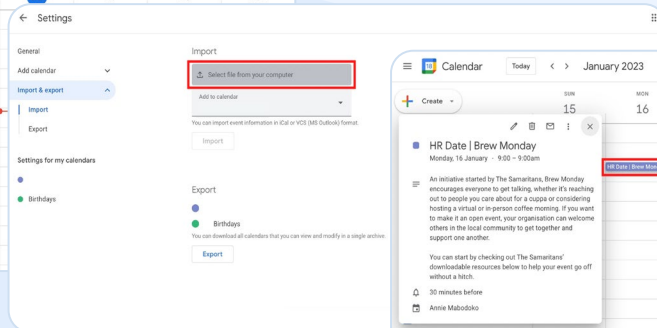 Settings
General
Add calendar
Import & export
Import
Export
Settings for my calendars
Birthdays
Import
Select file from your computer
Add to calendar
You can import event information in iCal or VCS (MS Outlook) format.
Import
Export
Birthdays
You can download all calendars that you can view and modify in a single archive.
Export
18
Calendar
Today
January 2023
Create
SUN
15
MON
16
HR Date | Brew Mon
HR Date | Brew Monday
Monday, 16 January · 9:00 – 9:00am
An initiative started by The Samaritans, Brew Monday
encourages everyone to get talking, whether it's reaching
out to people you care about for a cuppa or considering
hosting a virtual or in-person coffee morning. If you want
to make it an open event, your organisation can welcome
others in the local community to get together and
support one another.
You can start by checking out The Samaritans'
downloadable resources below to help your event go off
without a hitch.
30 minutes before
Annie Mabodoko